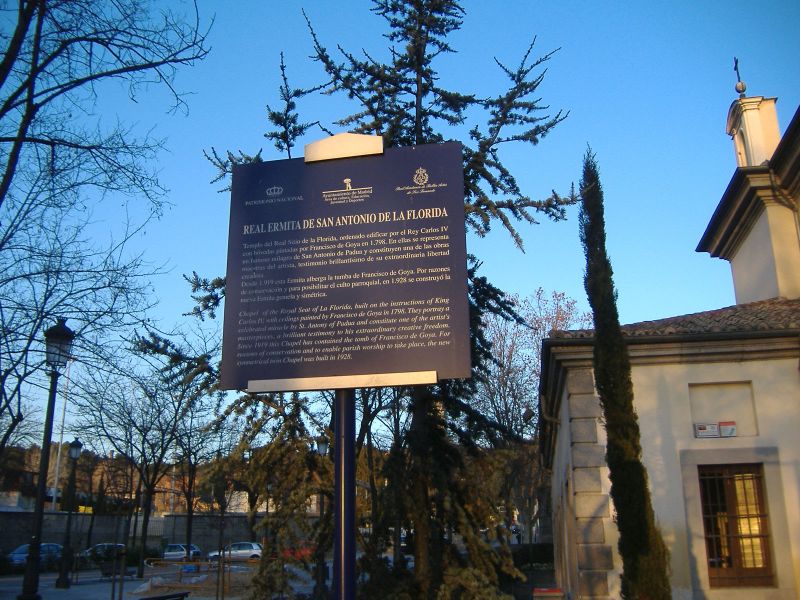 PATRIMONIO NACIONAL
Ayuntamiento de Madrid
REAL ERMITA DE SAN ANTONIO DE LA FLORIDA
Templo del Real Sitio de la Florida, ordenado edificar por el Rey Carlos IV
con bóvedas pintadas por Francisco de Goya en 1.798. En ellas se representa
un famoso milagro de San Antonio de Padua y constituyen una de las obras
maestras del artista, testimonio brillantísimo de su extraordinaria libertad
creadora.
Desde 1.919 esta Ermita alberga la tumba de Francisco de Goya. Por razones
de conservación y para posibilitar el culto parroquial, en 1.928 se construyó la
nueva Ermita gemela y simétrica.
Chapel of the Royal Seat of La Florida, built on the instructions of King
Carlos IV with ceilings painted by Francisco de Goya in 1798. They portray a
celebrated miracle by St. Antony of Padua and constitute one of the artist's
masterpieces, a brilliant testimony to his extraordinary creative freedom.
Since 1919 this Chapel has contained the tomb of Francisco de Goya. For
reasons of conservation and to enable parish worship to take place, the new
symmetrical twin Chapel was built in 1928.